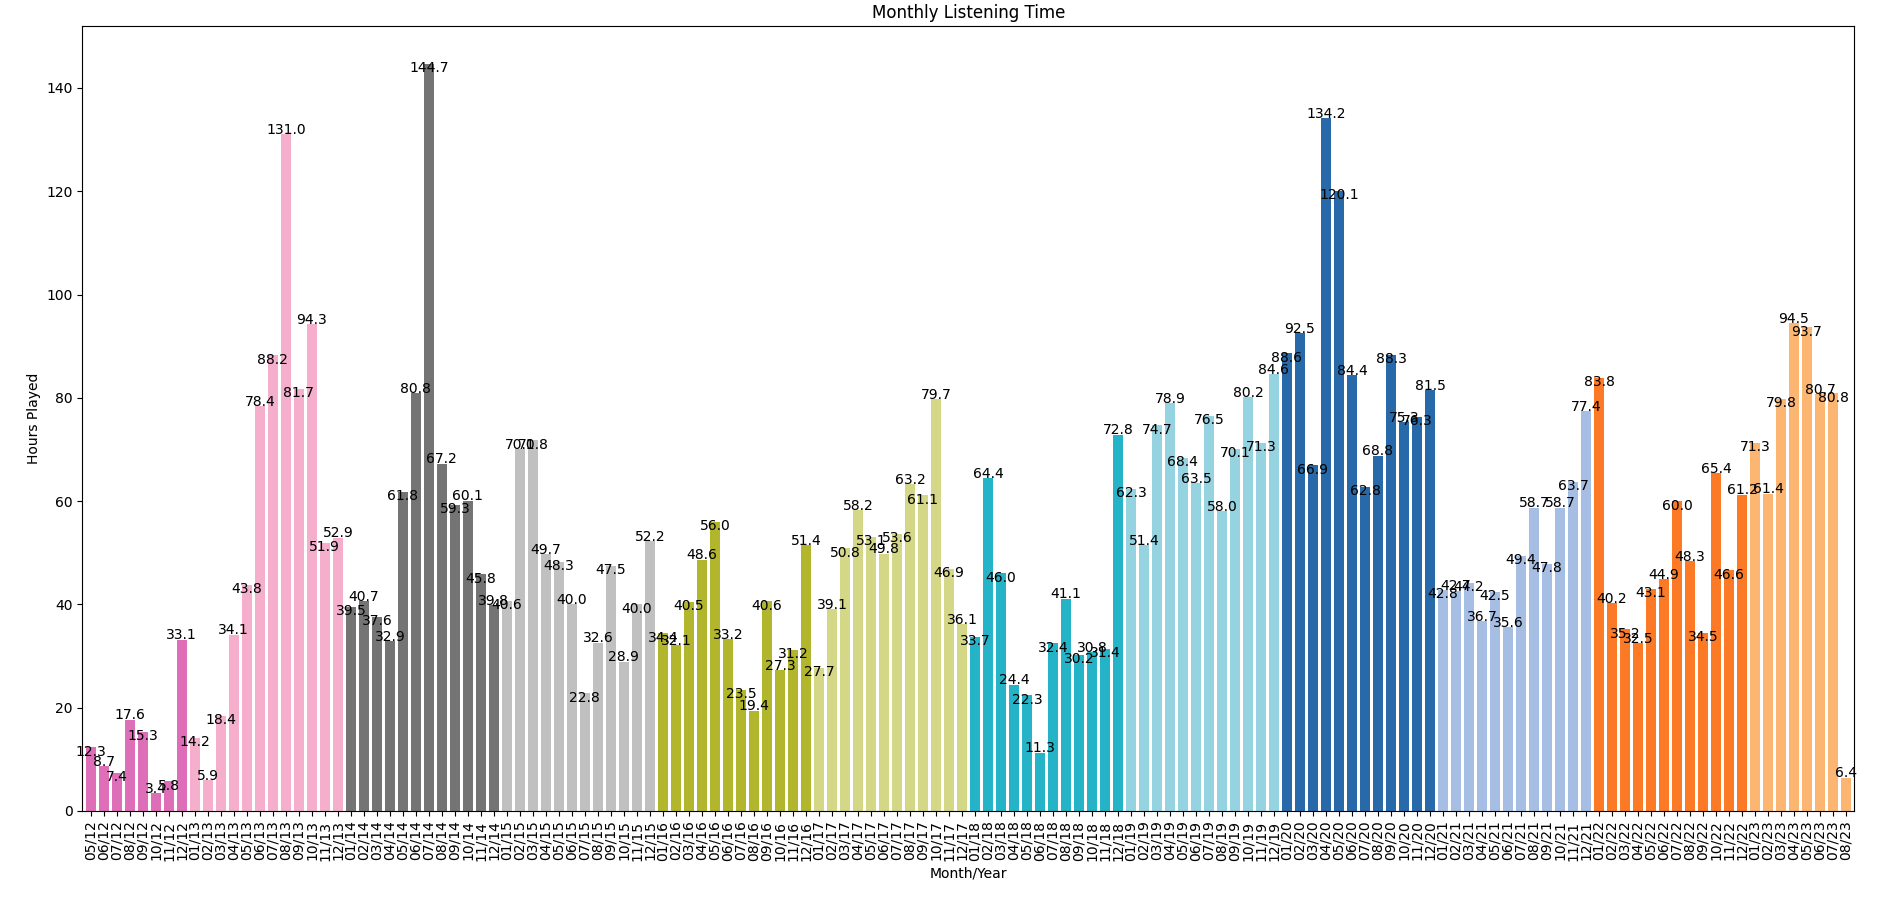 Monthly Listening Time
Hours Played
140
120
100
80
60
40
20
0
12.3 8.7 7.4 17.6 15.3 3.4 5.8 33.1
14.2 5.9 18.4 34.1 43.8 78.4 88.2 131.0 81.7 94.3 51.9 52.9
39.5 40.7 37.6 32.9 61.8 80.8 144.7 67.2 59.3 60.1 45.8 39.8
40.6 70.0 70.8 49.7 48.3 40.0 22.8 32.6 47.5 28.9 40.0 52.2
34.4 32.1 40.5 48.6 56.0 33.2 23.5 19.4 40.6 27.3 31.2 51.4
27.7 39.1 50.8 58.2 53.1 49.8 53.6 63.2 61.1 79.7 46.9 36.1
33.7 64.4 46.0 24.4 22.3 11.3 32.4 41.1 30.2 30.8 31.4 72.8
62.3 51.4 74.7 78.9 68.4 63.5 76.5 58.0 70.1 80.2 71.3 84.6
88.6 92.5 66.9 134.2 120.1 84.4 62.8 68.8 88.3 75.3 76.3 81.5
42.8 42.7 44.2 36.7 42.5 35.6 49.4 58.7 47.8 58.7 63.7 77.4
83.8 40.2 35.2 32.5 43.1 44.9 60.0 48.3 34.5 65.4 46.6 61.2
71.3 61.4 79.8 94.5 93.7 80.7 80.8 6.4
05/12 06/12 07/12 08/12 09/12 10/12 11/12 12/12 01/13 02/13 03/13 04/13 05/13 06/13 07/13 08/13 09/13 10/13 11/13 12/13 01/14 02/14 03/14 04/14 05/14 06/14 07/14 08/14 09/14 10/14 11/14 12/14 01/15 02/15 03/15 04/15 05/15 06/15 07/15 08/15 09/15 10/15 11/15 12/15 01/16 02/16 03/16 04/16 05/16 06/16 07/16 08/16 09/16 10/16 11/16 12/16 01/17 02/17 03/17 04/17 05/17 06/17 07/17 08/17 09/17 10/17 11/17 12/17 01/18 02/18 03/18 04/18 05/18 06/18 07/18 08/18 09/18 10/18 11/18 12/18 01/19 02/19 03/19 04/19 05/19 06/19 07/19 08/19 09/19 10/19 11/19 12/19 01/20 02/20 03/20 04/20 05/20 06/20 07/20 08/20 09/20 10/20 11/20 12/20 01/21 02/21 03/21 04/21 05/21 06/21 07/21 08/21 09/21 10/21 11/21 12/21 01/22 02/22 03/22 04/22 05/22 06/22 07/22 08/22 09/22 10/22 11/22 12/22 01/23 02/23 03/23 04/23 05/23 06/23 07/23 08/23
Month/Year